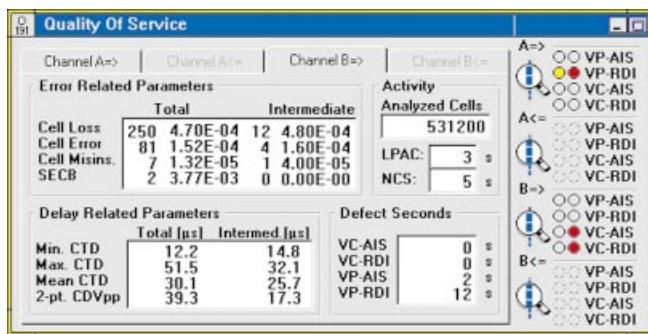 D 191 Quality Of Service
Channel A=> Channel A<= Channel B=> Channel B<=
Error Related Parameters
Total Intermediate
Cell Loss 250 4.70E-04 12 4.80E-04
Cell Error 81 1.52E-04 4 1.60E-04
Cell Misins. 7 1.32E-05 1 4.00E-05
SECB 2 3.77E-03 0 0.00E-00
Activity
Analyzed Cells
531200
LPAC: 3 s
NCS: 5 s
Delay Related Parameters
Total [µs] Intermed.[µs]
Min. CTD 12.2 14.8
Max. CTD 51.5 32.1
Mean CTD 30.1 25.7
2-pt. CDVpp 39.3 17.3
Defect Seconds
VC-AIS 0 s
VC-RDI 0 s
VP-AIS 2 s
VP-RDI 12 s
A=>
VP-AIS
VP-RDI
VC-AIS
VC-RDI
A<=
VP-AIS
VP-RDI
VC-AIS
VC-RDI
B=>
VP-AIS
VP-RDI
VC-AIS
VC-RDI
B<=
VP-AIS
VP-RDI
VC-AIS
VC-RDI